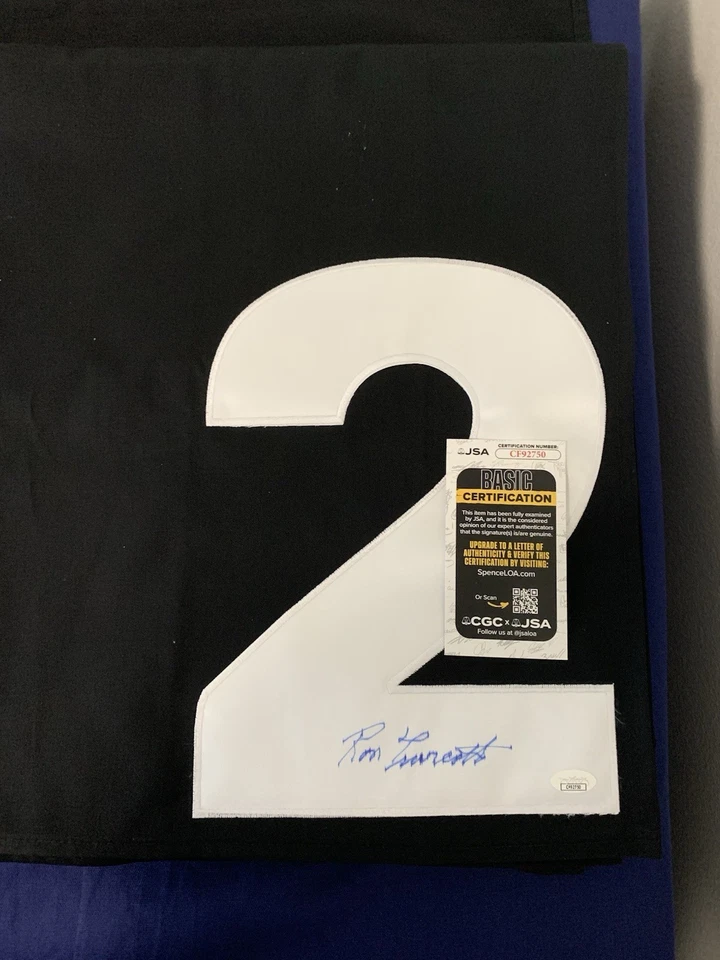 2
JSA
CERTIFICATION NUMBER:
CF92750
BASIC
CERTIFICATION
This item has been fully examined
by JSA, and it is the considered
opinion of our expert authenticators
that the signature(s) is/are genuine.
UPGRADE TO A LETTER OF
AUTHENTICITY & VERIFY THIS
CERTIFICATION BY VISITING:
SpenceLOA.com
Or Scan
CGC x JSA
Follow us at @jsaloa
Ron Turcotte
CF92750